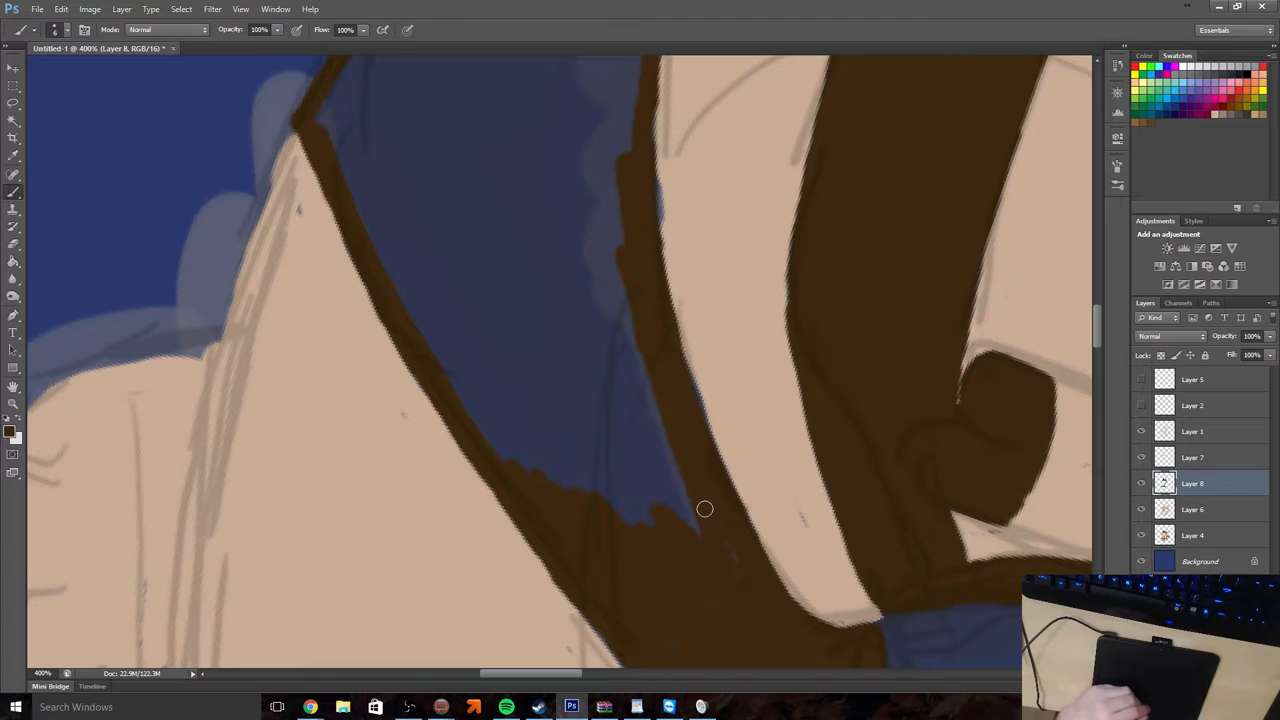 Ps File Edit Image Layer Type Select Filter 3D View Window Help
6 Mode: Normal Opacity: 100% Flow: 100% Essentials
Untitled-1 @ 400% (Layer 8, RGB/16) * ×
Color Swatches
Adjustments Styles
Add an adjustment
Layers Channels Paths
Kind
Normal Opacity: 100%
Lock: Fill: 100%
Layer 5
Layer 2
Layer 1
Layer 7
Layer 8
Layer 6
Layer 4
Background
400% Doc: 22.9M/122.3M
Mini Bridge Timeline
Search Windows Ps